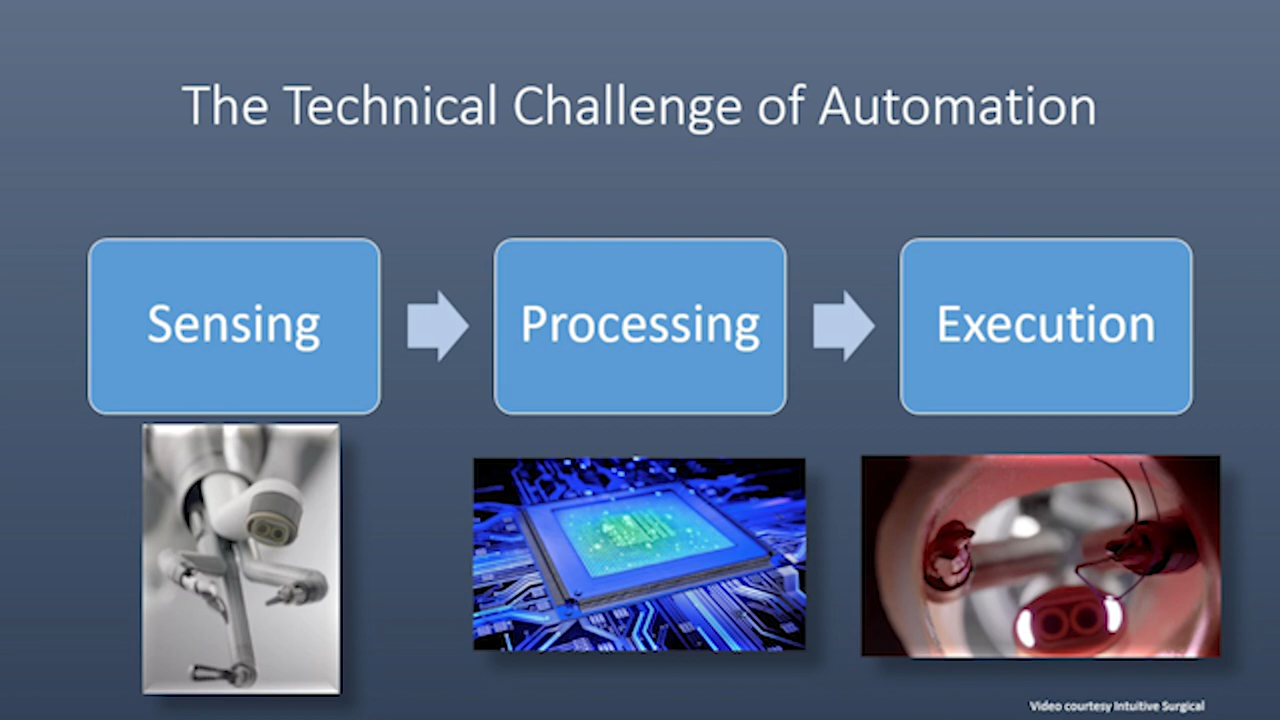 The Technical Challenge of Automation
Sensing
Processing
Execution
Video courtesy Intuitive Surgical